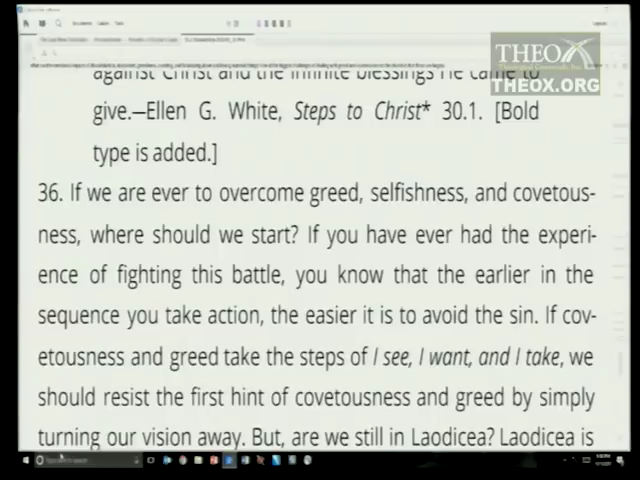 THEOX
THEOX.ORG
against Christ and the infinite blessings He came to
give.—Ellen G. White, Steps to Christ* 30.1. [Bold
type is added.]
36. If we are ever to overcome greed, selfishness, and covetous-
ness, where should we start? If you have ever had the experi-
ence of fighting this battle, you know that the earlier in the
sequence you take action, the easier it is to avoid the sin. If cov-
etousness and greed take the steps of I see, I want, and I take, we
should resist the first hint of covetousness and greed by simply
turning our vision away. But, are we still in Laodicea? Laodicea is